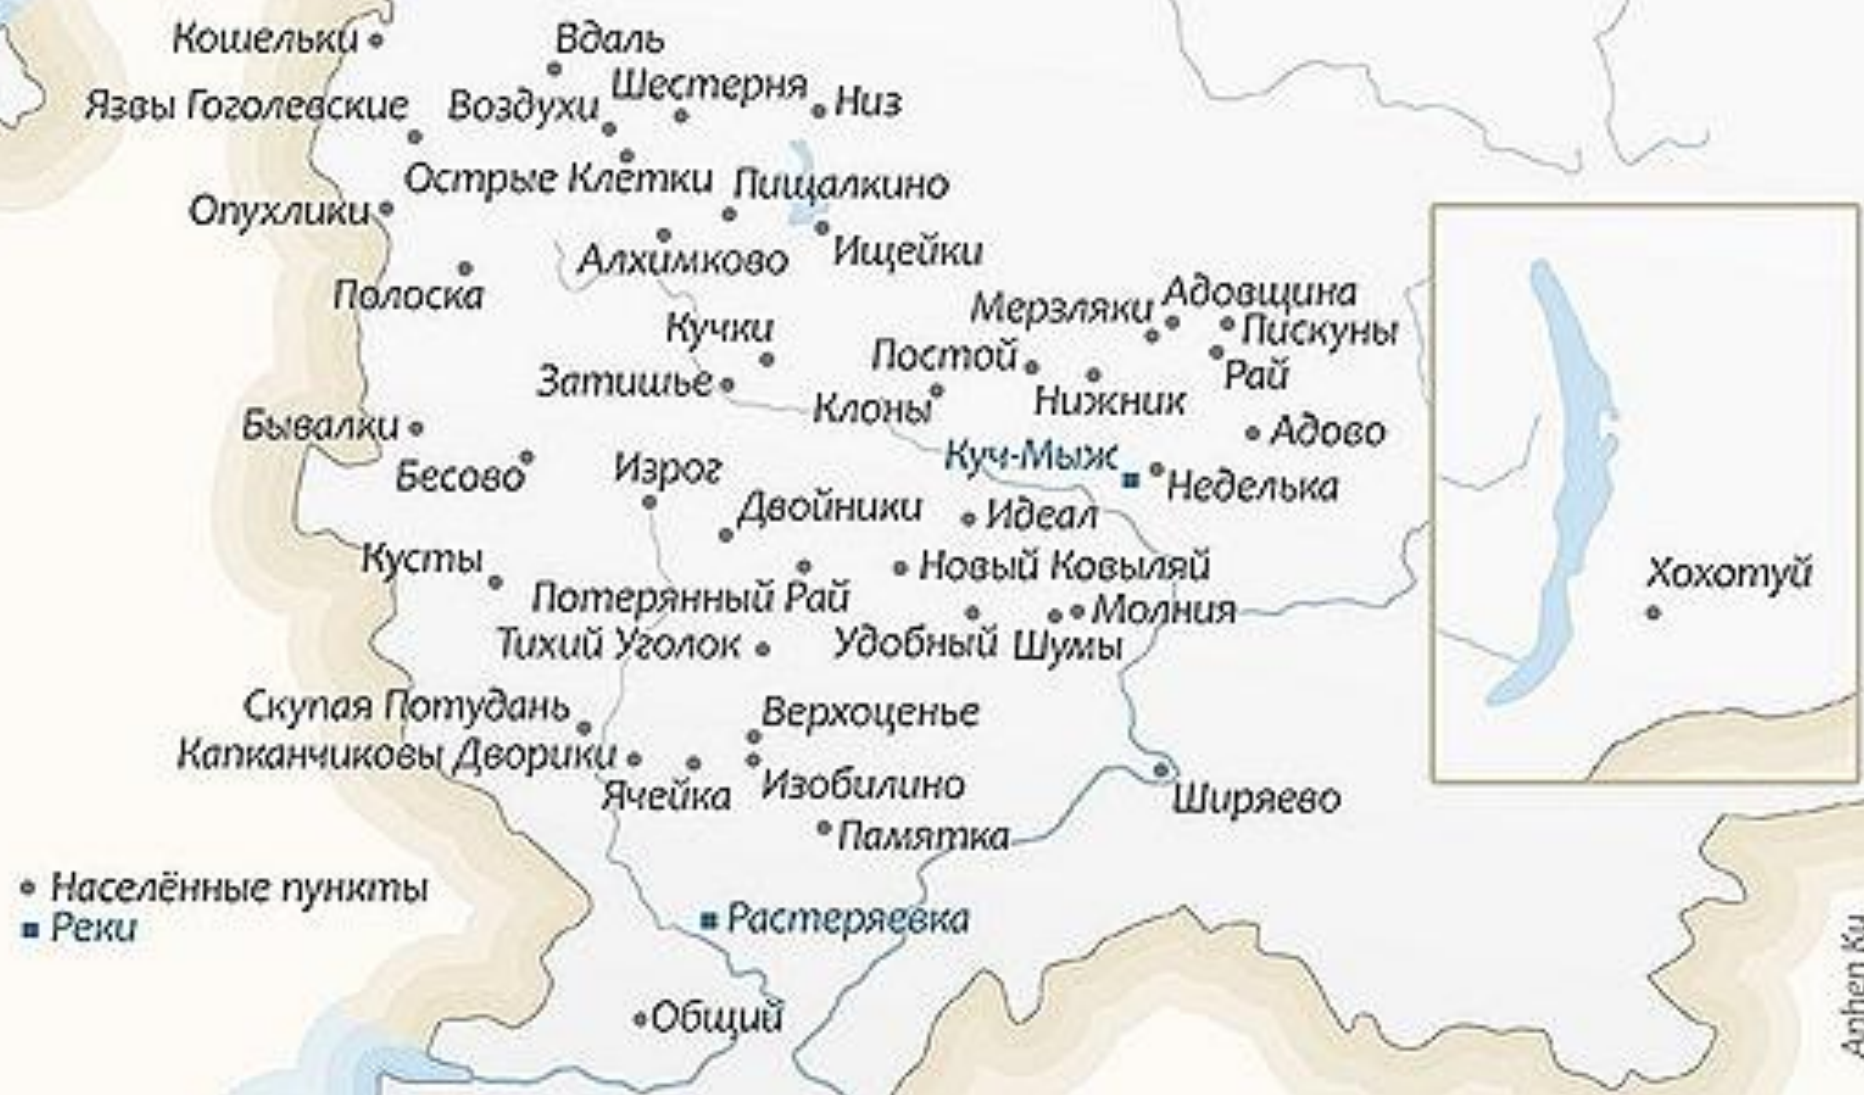 Кошельки
Вдаль
Шестерня
Язвы Гоголевские
Воздухи
Низ
Острые Клетки
Пищалкино
Опухлики
Алхимково
Ищейки
Полоска
Мерзляки
Адовщина
Кучки
Пискуны
Постой
Рай
Затишье
Клоны
Нижник
Бывалки
Адово
Бесово
Изрог
Куч-Мыж
Неделька
Двойники
Идеал
Кусты
Новый Ковыляй
Хохотуй
Потерянный Рай
Молния
Тихий Уголок
Удобный
Шумы
Скупая Потудань
Верхоценье
Капканчиковы Дворики
Ячейка
Изобилино
Ширяево
Памятка
Населённые пункты
Реки
Растеряевка
Общий
Anhen Ku